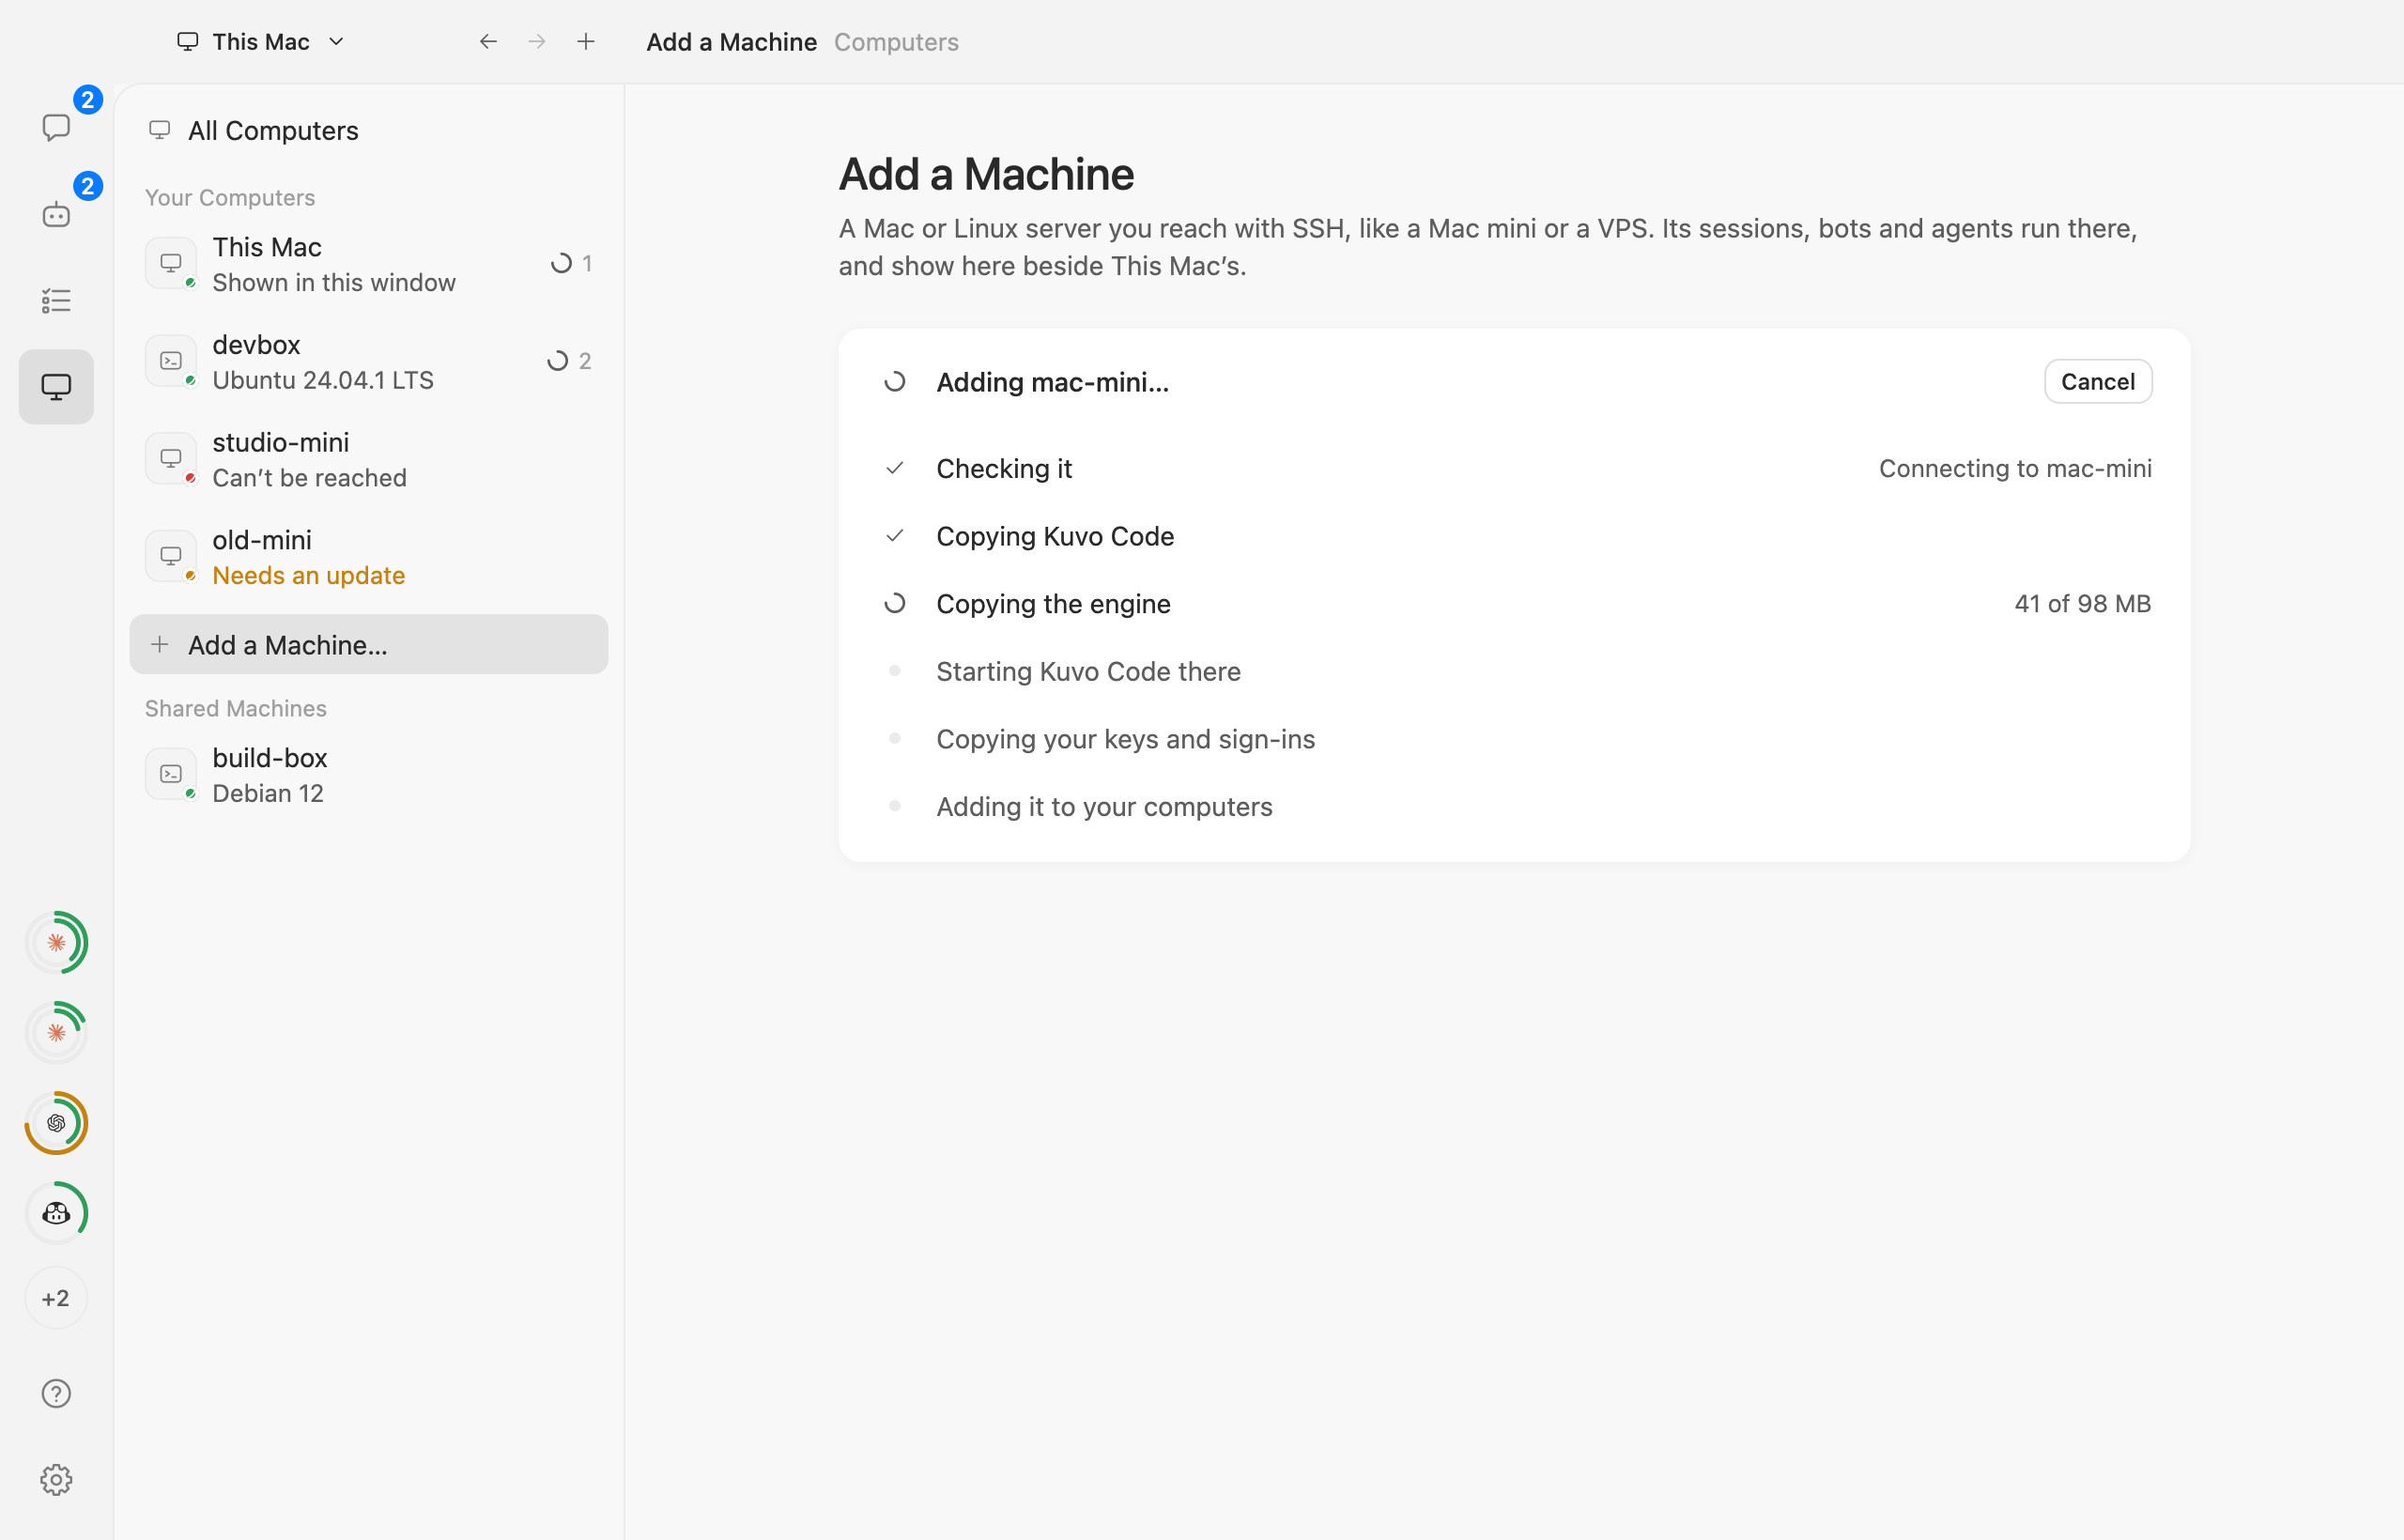 This Mac
Add a Machine Computers
2
2
All Computers
Your Computers
This Mac
Shown in this window
1
devbox
Ubuntu 24.04.1 LTS
2
studio-mini
Can’t be reached
old-mini
Needs an update
Add a Machine...
Shared Machines
build-box
Debian 12
+2
Add a Machine
A Mac or Linux server you reach with SSH, like a Mac mini or a VPS. Its sessions, bots and agents run there,
and show here beside This Mac’s.
Adding mac-mini...
Cancel
Checking it
Connecting to mac-mini
Copying Kuvo Code
Copying the engine
41 of 98 MB
Starting Kuvo Code there
Copying your keys and sign-ins
Adding it to your computers